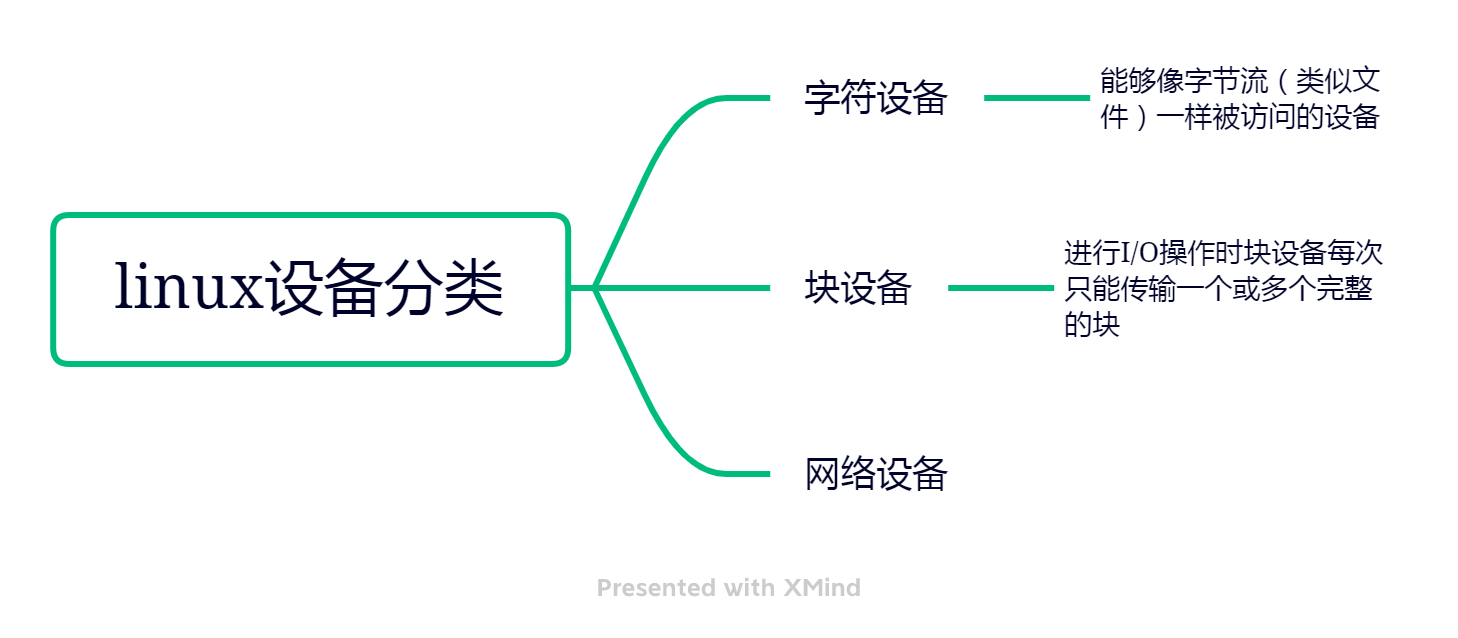 linux设备分类
字符设备
能够像字节流（类似文
件）一样被访问的设备
块设备
进行I/O操作时块设备每次
只能传输一个或多个完整
的块
网络设备
Presented with XMind